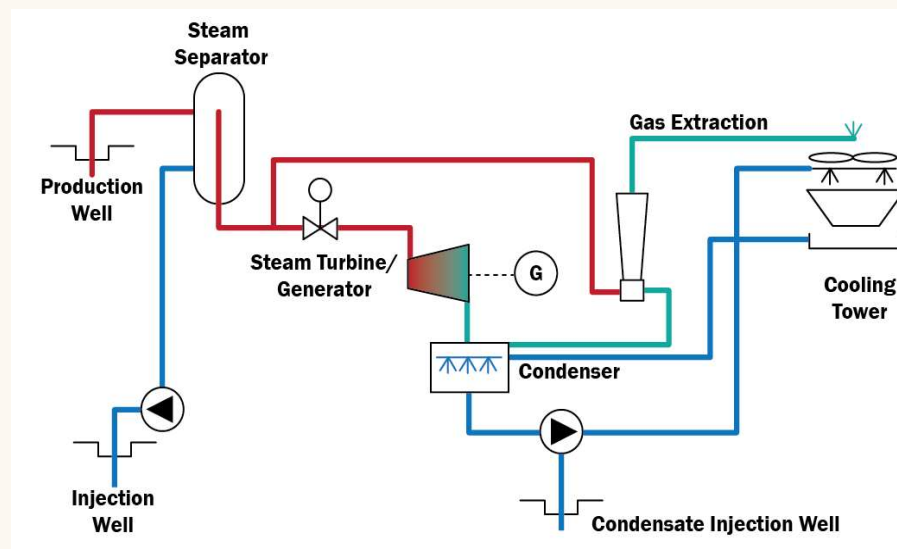 Steam
Separator
Gas Extraction
Production
Well
Steam Turbine/
Generator
G
Cooling
Tower
Condenser
Injection
Well
Condensate Injection Well